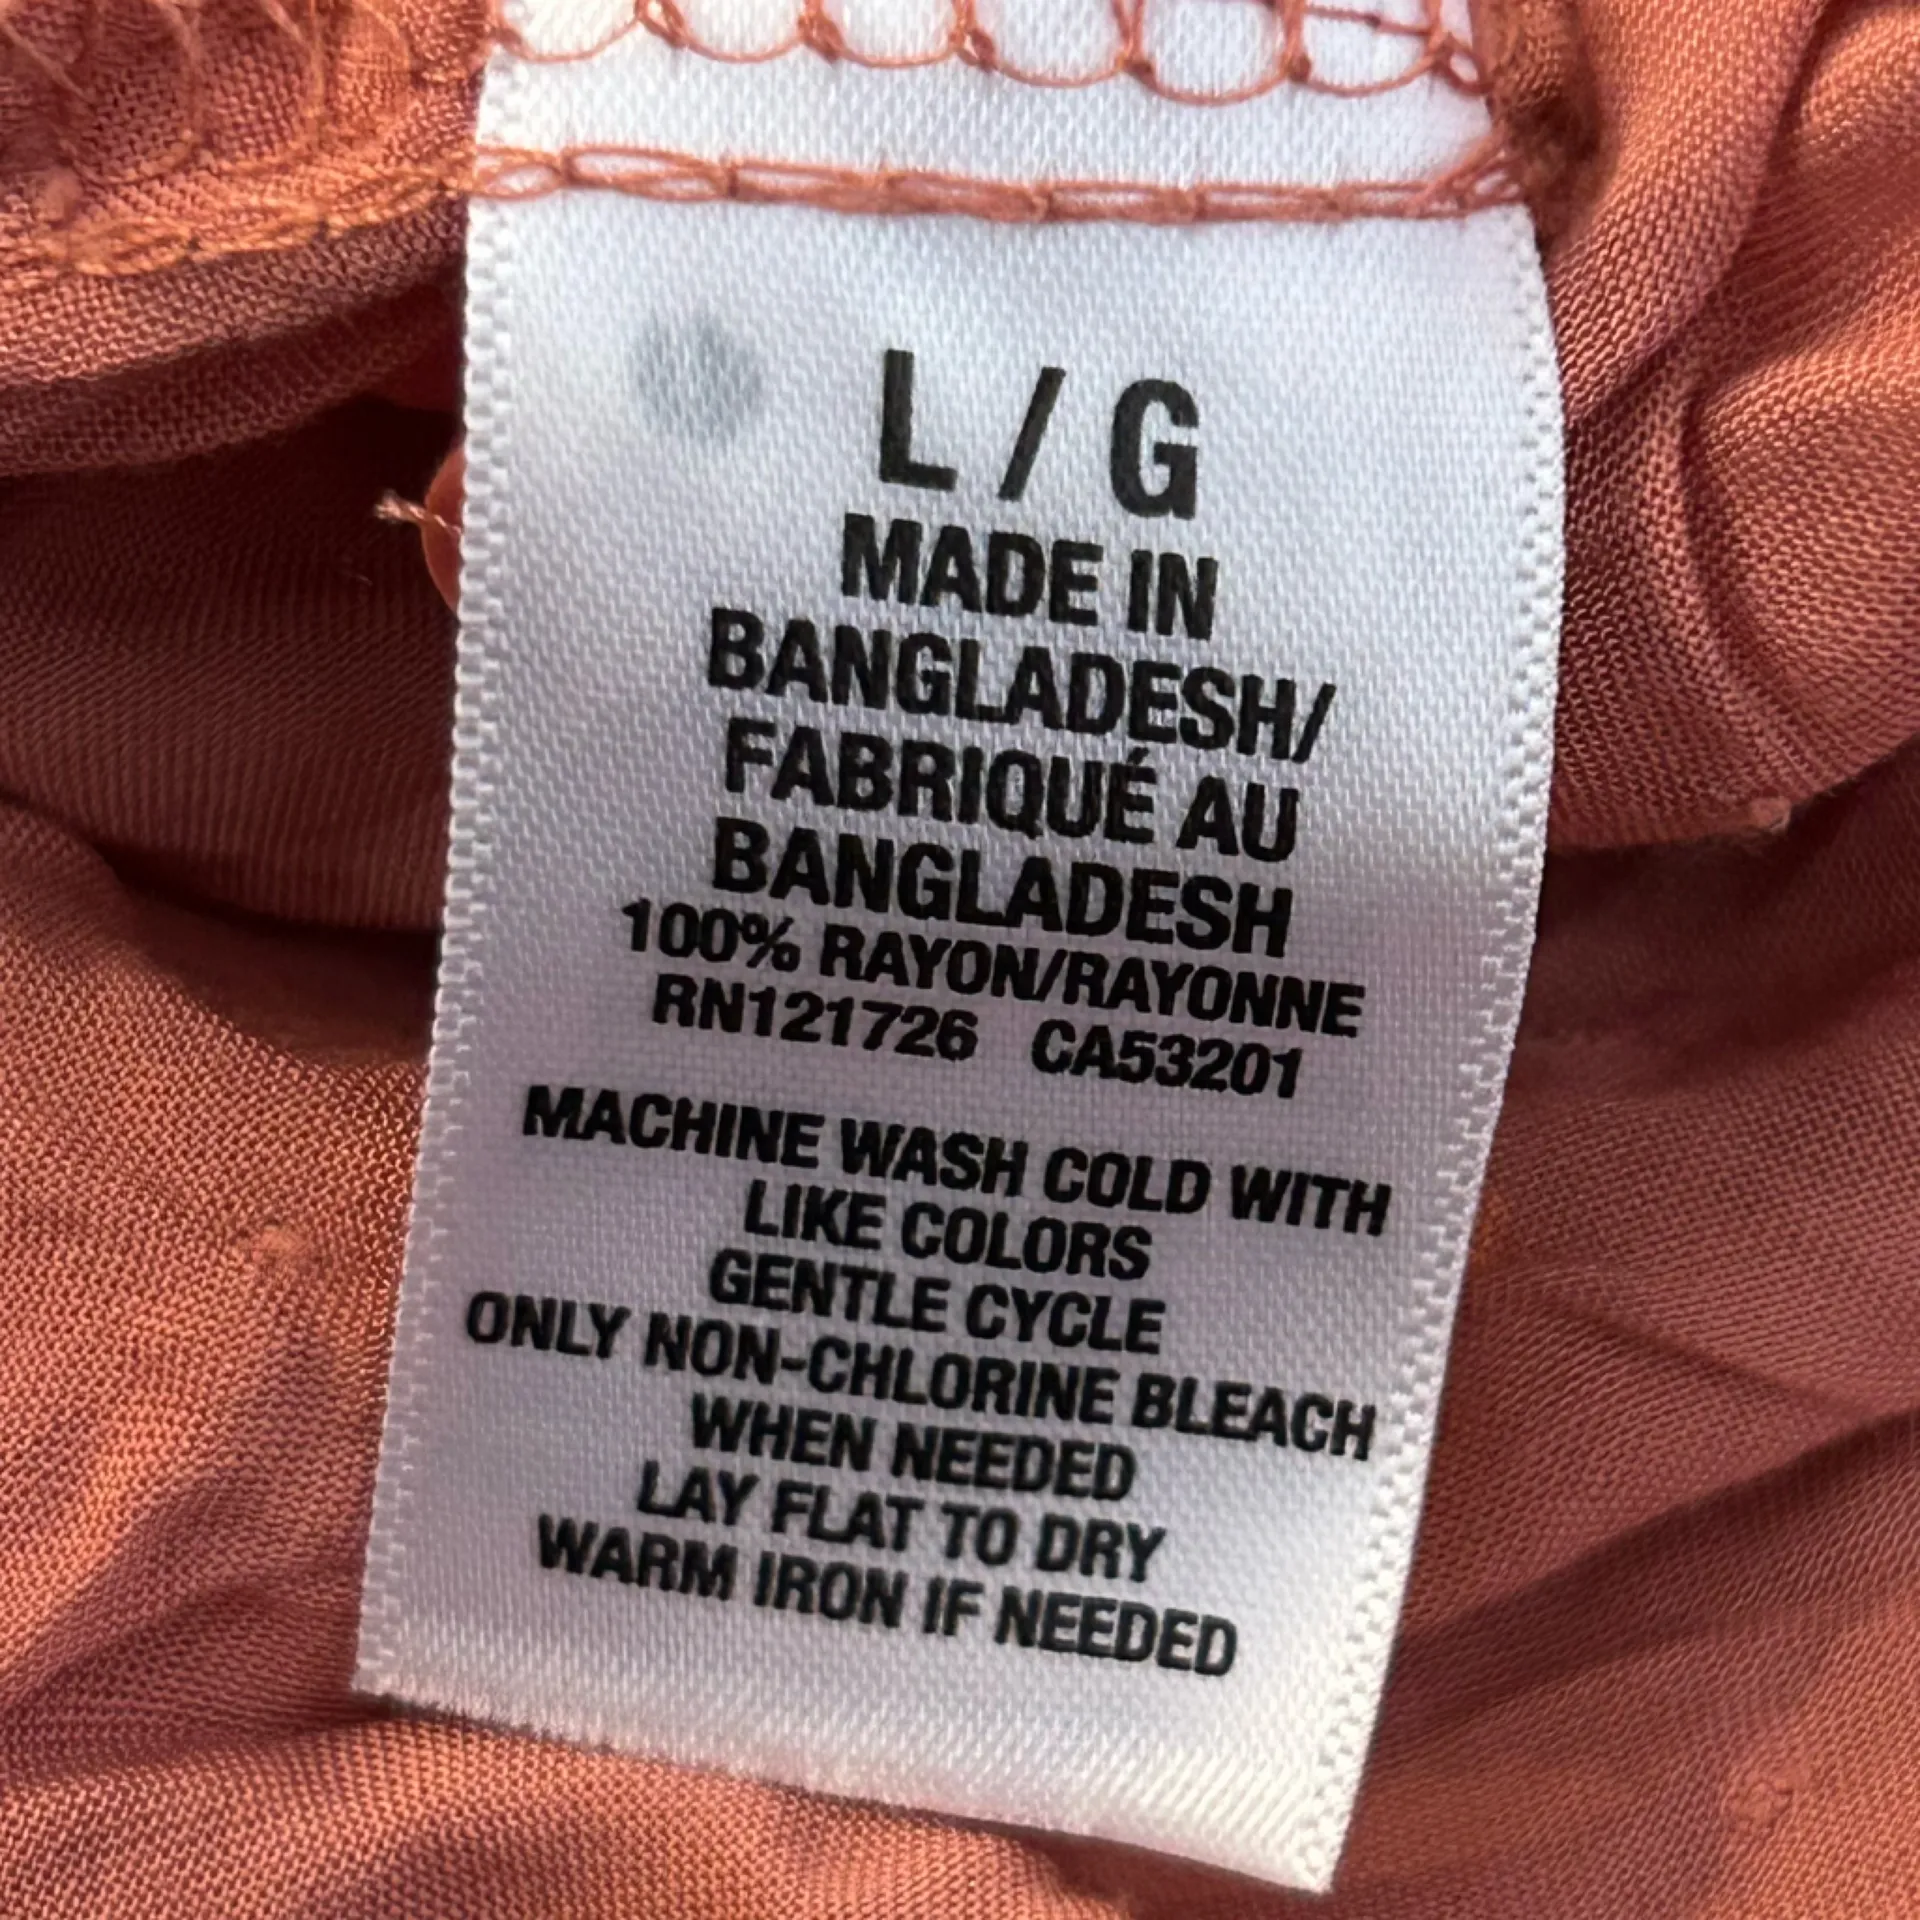 L / G
MADE IN
BANGLADESH/
FABRIQUÉ AU
BANGLADESH
100% RAYON/RAYONNE
RN121726 CA53201
MACHINE WASH COLD WITH
LIKE COLORS
GENTLE CYCLE
ONLY NON-CHLORINE BLEACH
WHEN NEEDED
LAY FLAT TO DRY
WARM IRON IF NEEDED